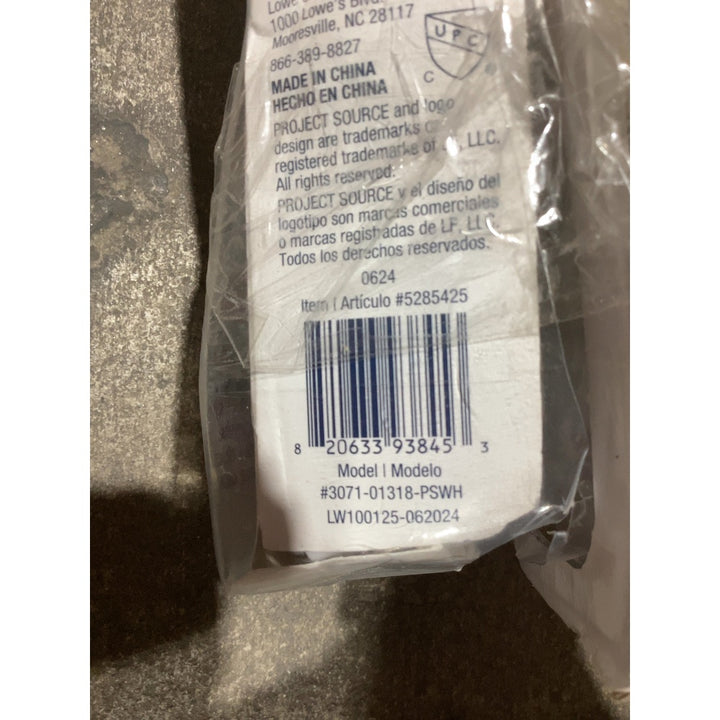 Lowe's
1000 Lowe's Blvd.
Mooresville, NC 28117
866-389-8827
UPC
C
®
MADE IN CHINA
HECHO EN CHINA
PROJECT SOURCE and logo
design are trademarks
registered trademarks of LLC.
All rights reserved.
PROJECT SOURCE y el diseño del
logotipo son marcas comerciales
o marcas registradas de LF, LLC.
Todos los derechos reservados.
0624
Item | Artículo #5285425
8 20633 93845 3
Model | Modelo
#3071-01318-PSWH
LW100125-062024